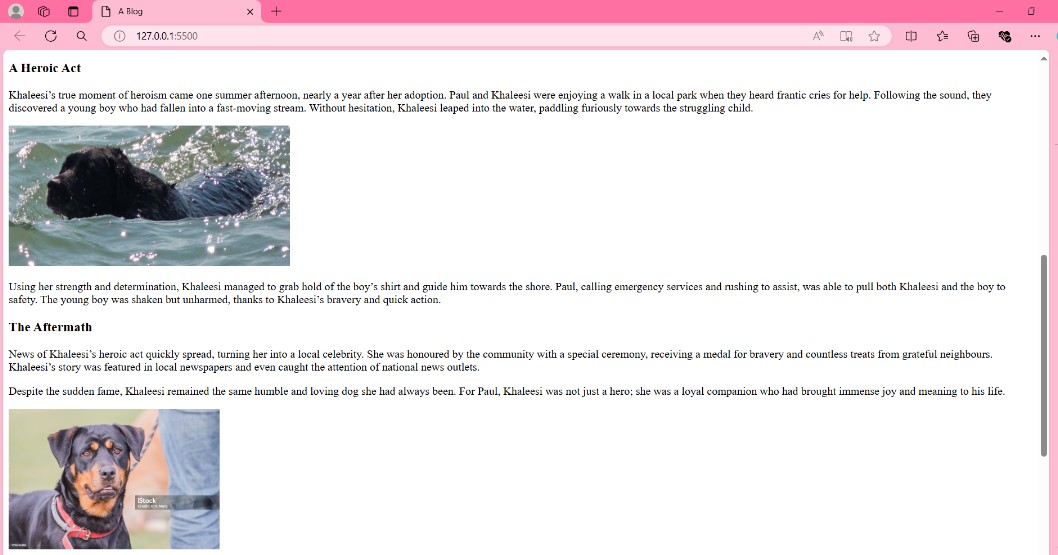 A Blog
127.0.0.1:5500
A Heroic Act
Khaleesi’s true moment of heroism came one summer afternoon, nearly a year after her adoption. Paul and Khaleesi were enjoying a walk in a local park when they heard frantic cries for help. Following the sound, they
discovered a young boy who had fallen into a fast-moving stream. Without hesitation, Khaleesi leaped into the water, paddling furiously towards the struggling child.
Using her strength and determination, Khaleesi managed to grab hold of the boy’s shirt and guide him towards the shore. Paul, calling emergency services and rushing to assist, was able to pull both Khaleesi and the boy to
safety. The young boy was shaken but unharmed, thanks to Khaleesi’s bravery and quick action.
The Aftermath
News of Khaleesi’s heroic act quickly spread, turning her into a local celebrity. She was honoured by the community with a special ceremony, receiving a medal for bravery and countless treats from grateful neighbours.
Khaleesi’s story was featured in local newspapers and even caught the attention of national news outlets.
Despite the sudden fame, Khaleesi remained the same humble and loving dog she had always been. For Paul, Khaleesi was not just a hero; she was a loyal companion who had brought immense joy and meaning to his life.
iStock